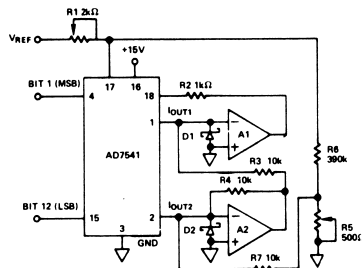 R1 2kΩ
VREF
+15V
17 16
BIT 1 (MSB) 4
18 R2 1kΩ
1 IOUT1
A1
D1
AD7541
R3 10k
R4 10k
R6
390k
IOUT2
BIT 12 (LSB) 15
2
A2
D2
R5
500Ω
3
GND
R7 10k